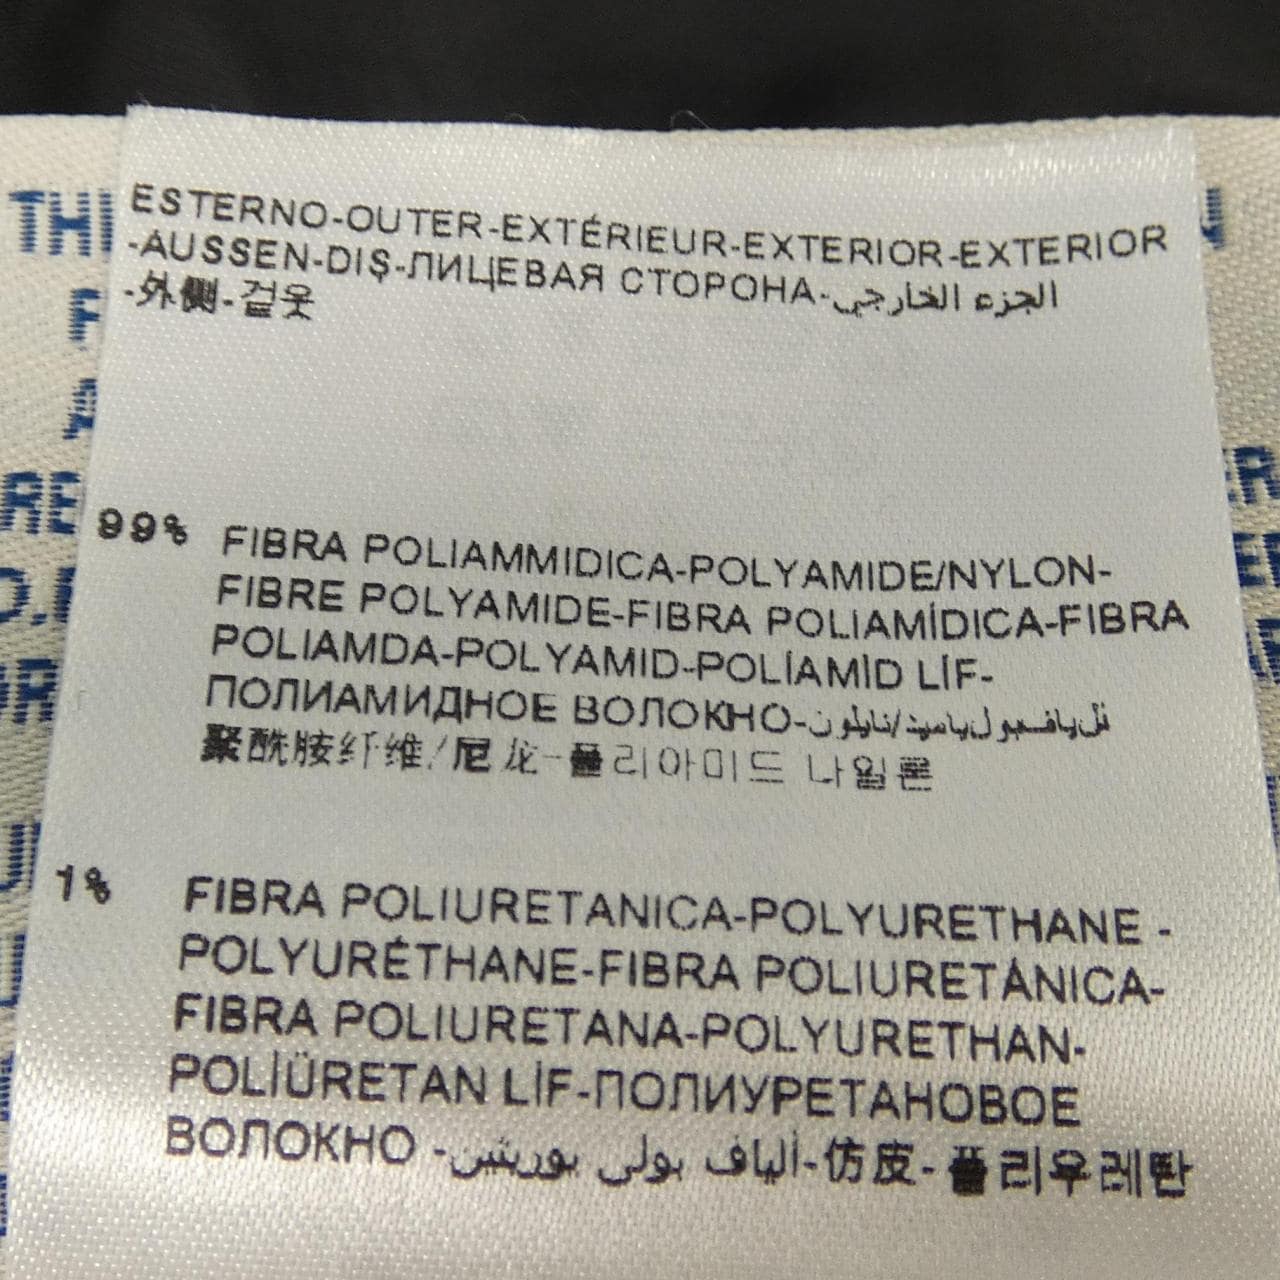 ESTERNO-OUTER-EXTÉRIEUR-EXTERIOR-EXTERIOR
-AUSSEN-DIŞ-ЛИЦЕВАЯ СТОРОНА-الجزء الخارجي
-外侧-겉옷
99% FIBRA POLIAMMIDICA-POLYAMIDE/NYLON-
FIBRE POLYAMIDE-FIBRA POLIAMÍDICA-FIBRA
POLIAMDA-POLYAMID-POLİAMİD LİF-
ПОЛИАМИДНОЕ ВОЛОКНО-
聚酰胺纤维/尼龙-폴리아미드 나일론
1% FIBRA POLIURETANICA-POLYURETHANE -
POLYURÉTHANE-FIBRA POLIURETÁNICA-
FIBRA POLIURETANA-POLYURETHAN-
POLİÜRETAN LİF-ПОЛИУРЕТАНОВОЕ
ВОЛОКНО -ألياف بولي يوريثين-仿皮-폴리우레탄